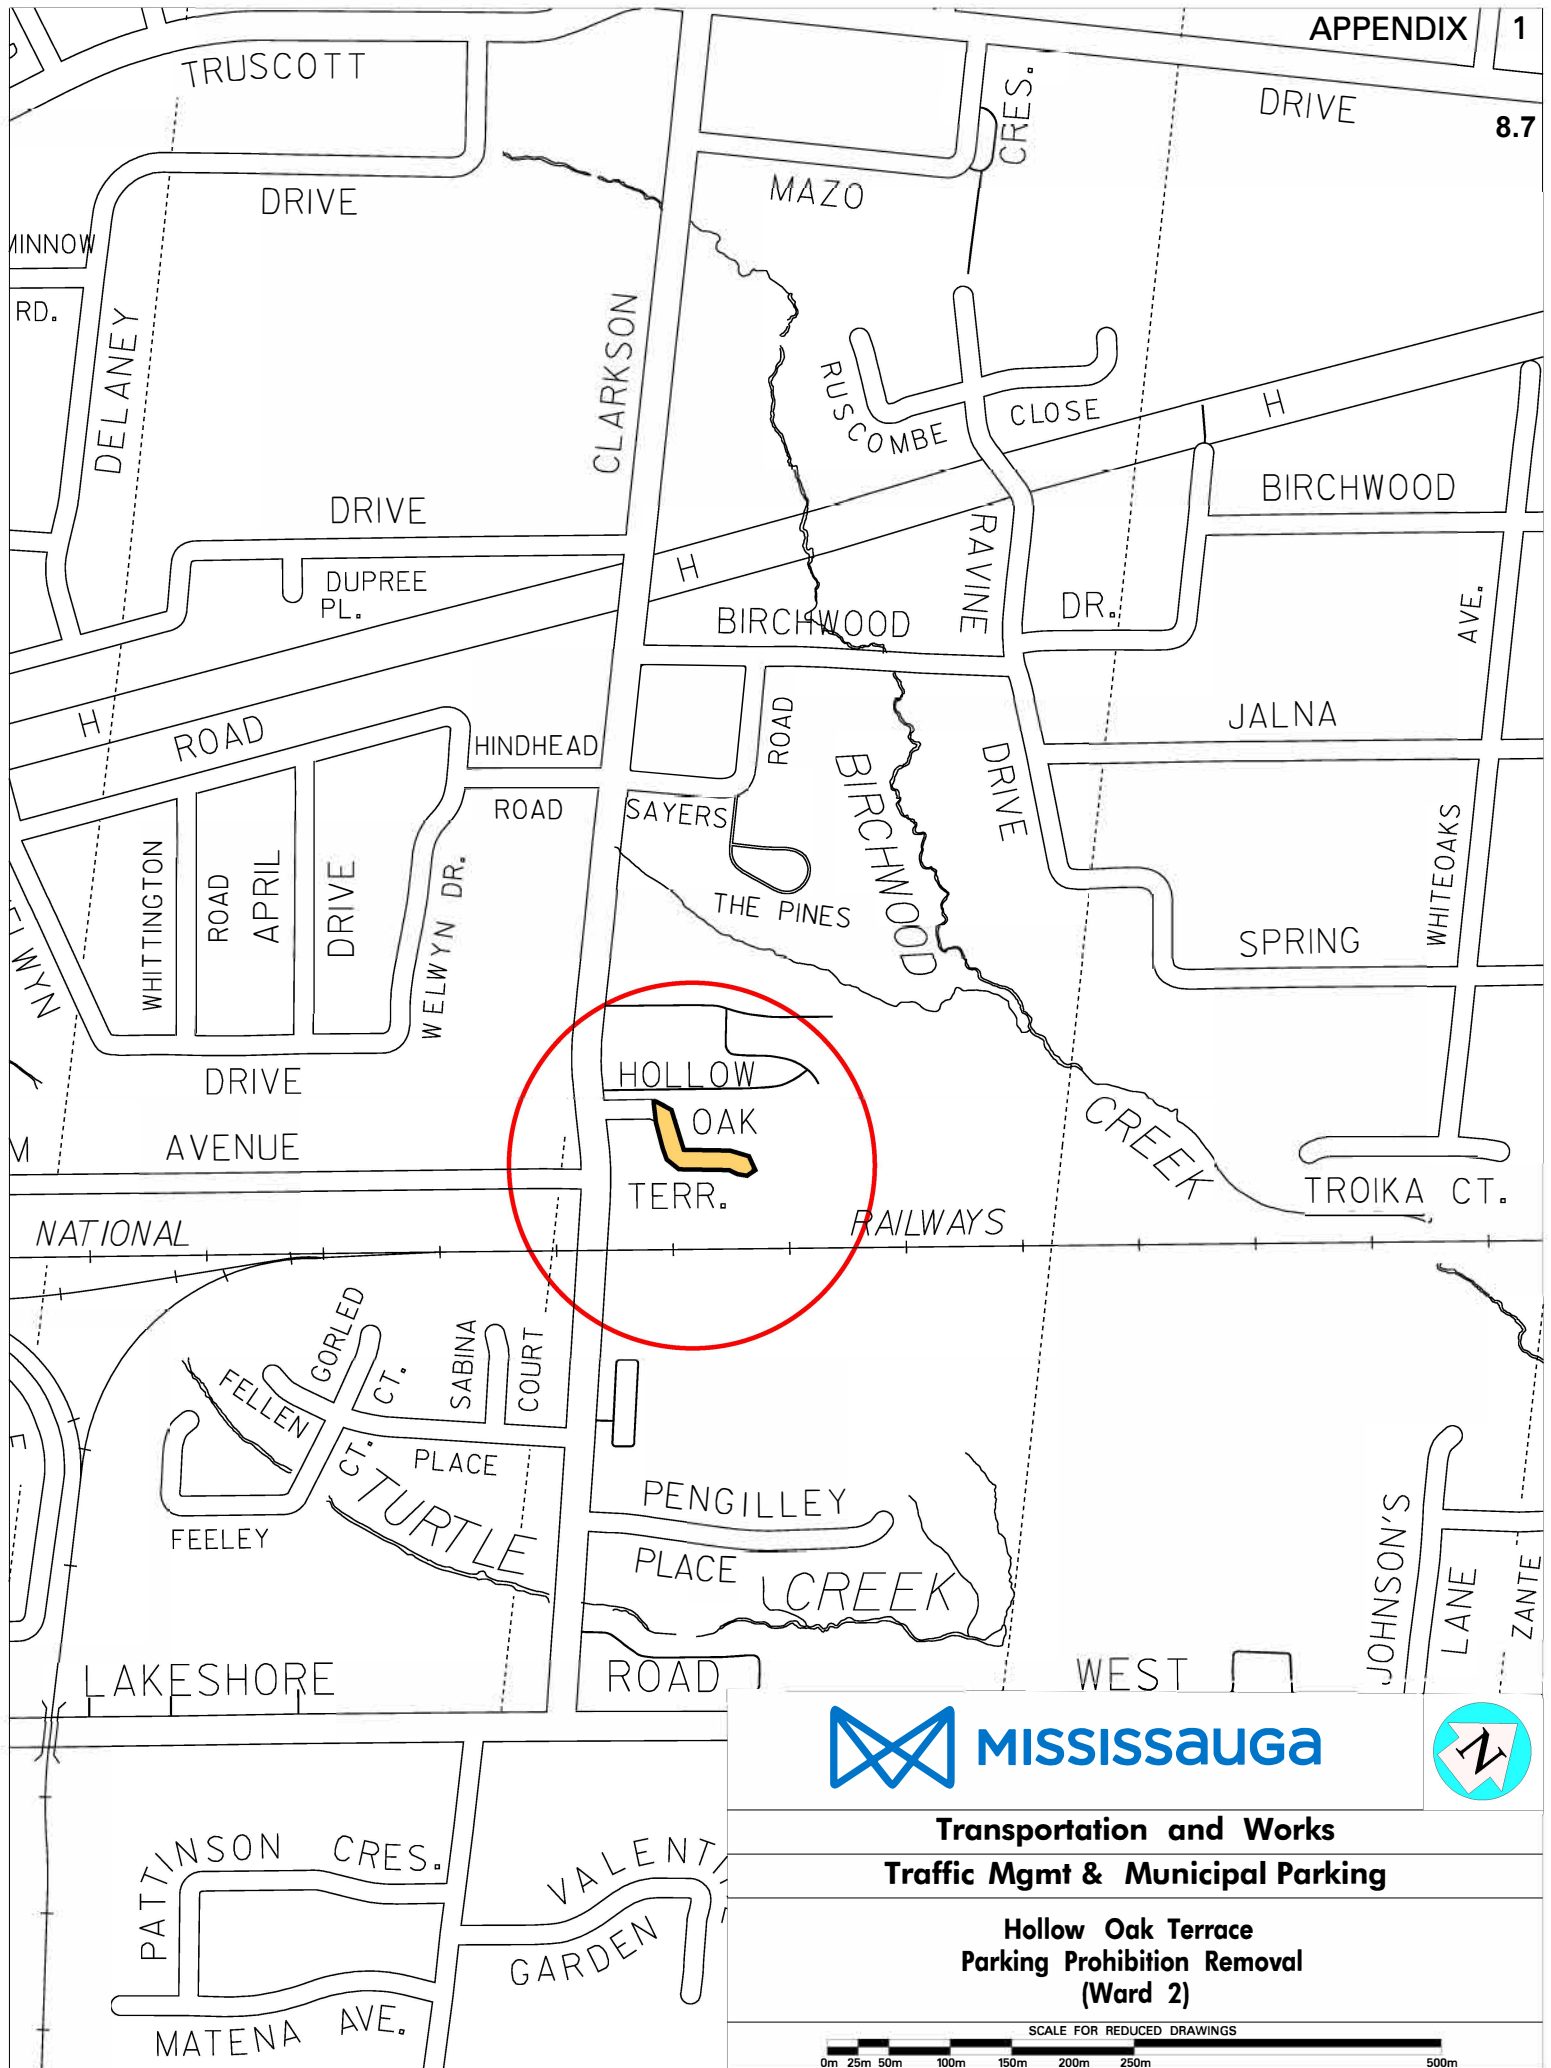 APPENDIX 1
8.7
TRUSCOTT
DRIVE
CRES.
MAZO
DRIVE
RD.
DELANEY
CLARKSON
RUSCOMBE
CLOSE
H
BIRCHWOOD
DRIVE
DUPREE
PL.
H
RAVINE
DR.
AVE.
BIRCHWOOD
H
ROAD
HINDHEAD
ROAD
ROAD
SAYERS
BIRCHWOOD
DRIVE
JALNA
WHITTINGTON
ROAD
APRIL
DRIVE
WELWYN DR.
THE PINES
WHITEOAKS
SPRING
DRIVE
HOLLOW
OAK
TERR.
AVENUE
CREEK
TROIKA CT.
NATIONAL
RAILWAYS
GORLED
CT.
SABINA
COURT
FELLEN
PLACE
CT.
FEELEY
TURTLE
PENGILLEY
PLACE
CREEK
JOHNSON'S
LANE
ZANTE
LAKESHORE
ROAD
WEST
MISSISSAUGA
N
Transportation and Works
Traffic Mgmt & Municipal Parking
Hollow Oak Terrace
Parking Prohibition Removal
(Ward 2)
SCALE FOR REDUCED DRAWINGS
0m 25m 50m 100m 150m 200m 250m 500m
PATTINSON CRES.
GARDEN
MATENA AVE.